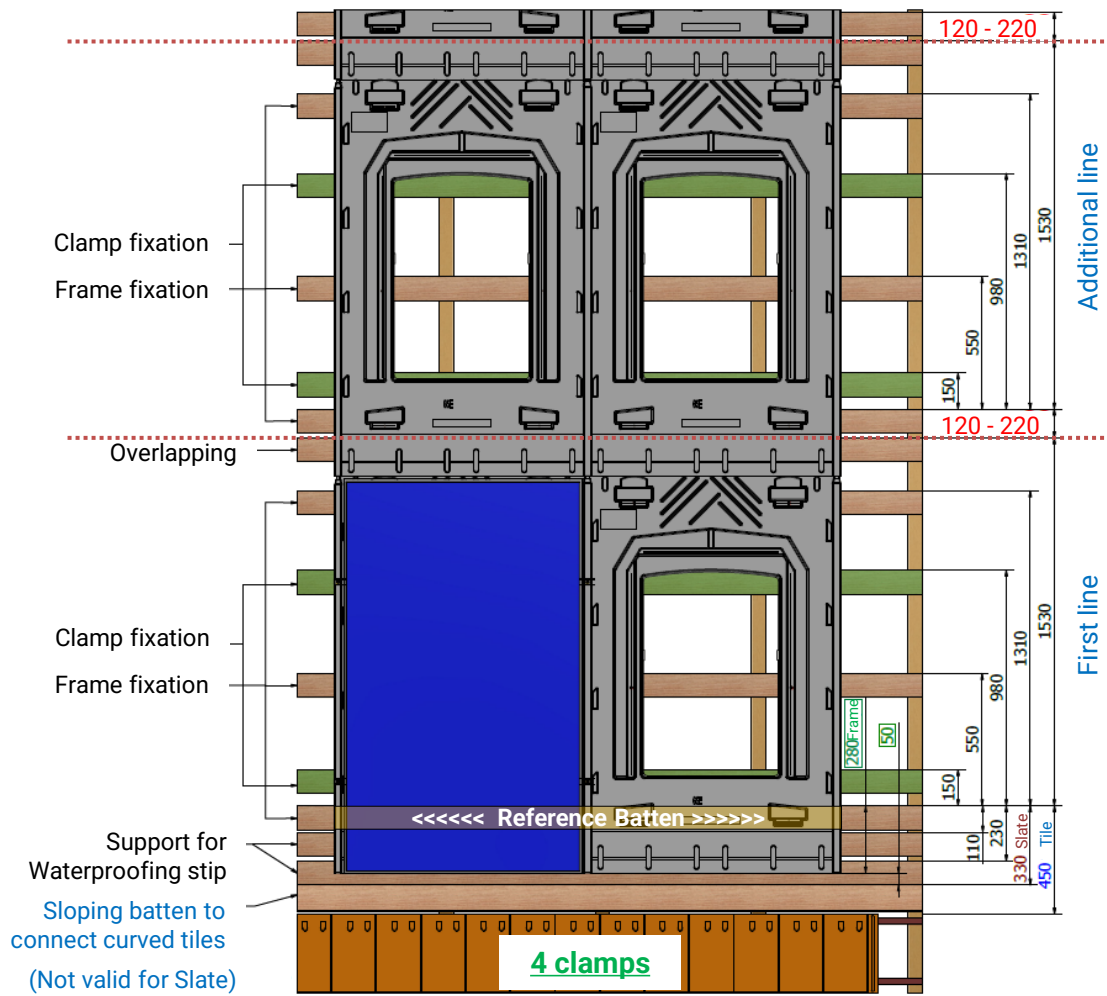 120 - 220
Clamp fixation
Frame fixation
1530
1310
980
550
150
Additional line
120 - 220
Overlapping
Clamp fixation
Frame fixation
1530
1310
980
550
150
First line
280Frame
50
<<<<<< Reference Batten >>>>>>
110
230
330 Slate
450 Tile
Support for
Waterproofing stip
Sloping batten to
connect curved tiles
(Not valid for Slate)
4 clamps